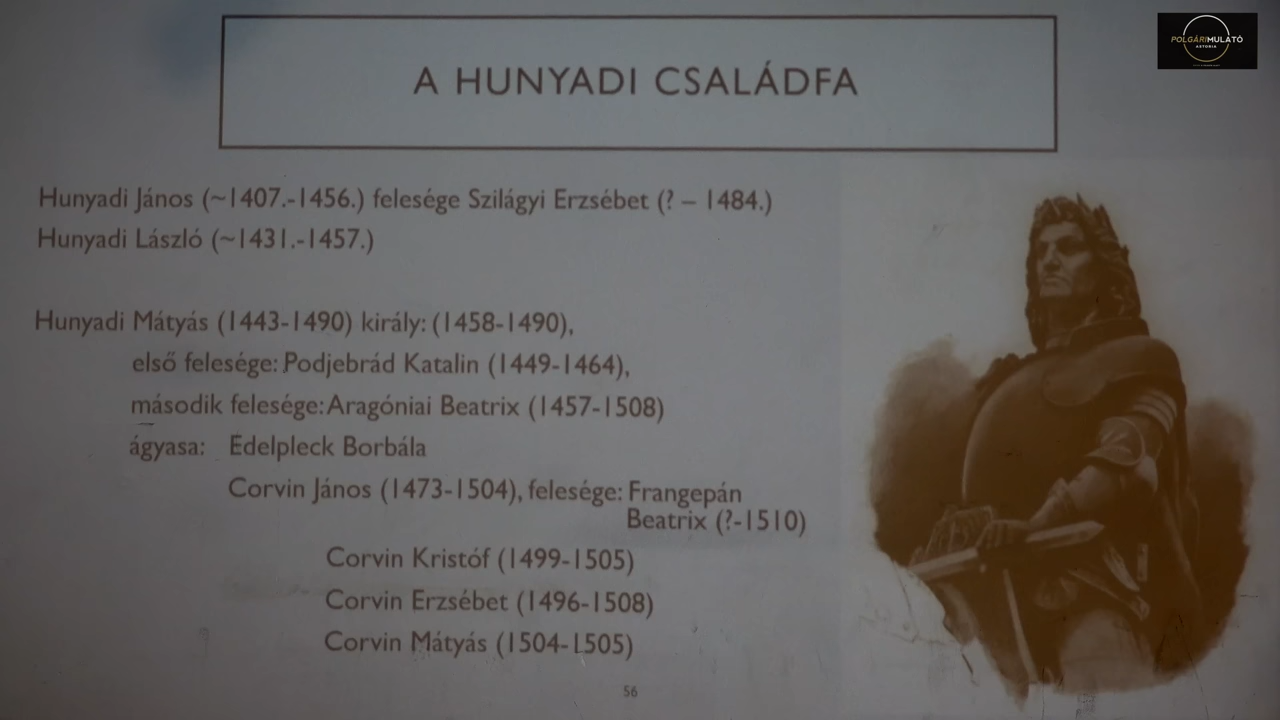 A HUNYADI CSALÁDFA
POLGÁRIMULATÓ
ASTORIA
Hunyadi János (~1407.-1456.) felesége Szilágyi Erzsébet (? – 1484.)
Hunyadi László (~1431.-1457.)
Hunyadi Mátyás (1443-1490) király: (1458-1490),
első felesége: Podjebrád Katalin (1449-1464),
második felesége: Aragóniai Beatrix (1457-1508)
ágyasa: Edelpleck Borbála
Corvin János (1473-1504), felesége: Frangepán
Beatrix (?-1510)
Corvin Kristóf (1499-1505)
Corvin Erzsébet (1496-1508)
Corvin Mátyás (1504-1505)
56